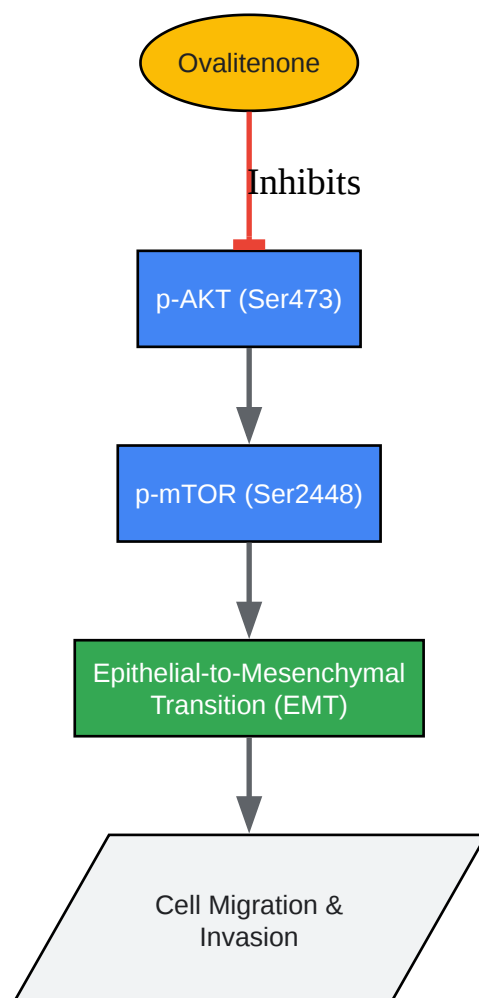 Ovalitenone
Inhibits
p-AKT (Ser473)
p-mTOR (Ser2448)
Epithelial-to-Mesenchymal
Transition (EMT)
Cell Migration &
Invasion